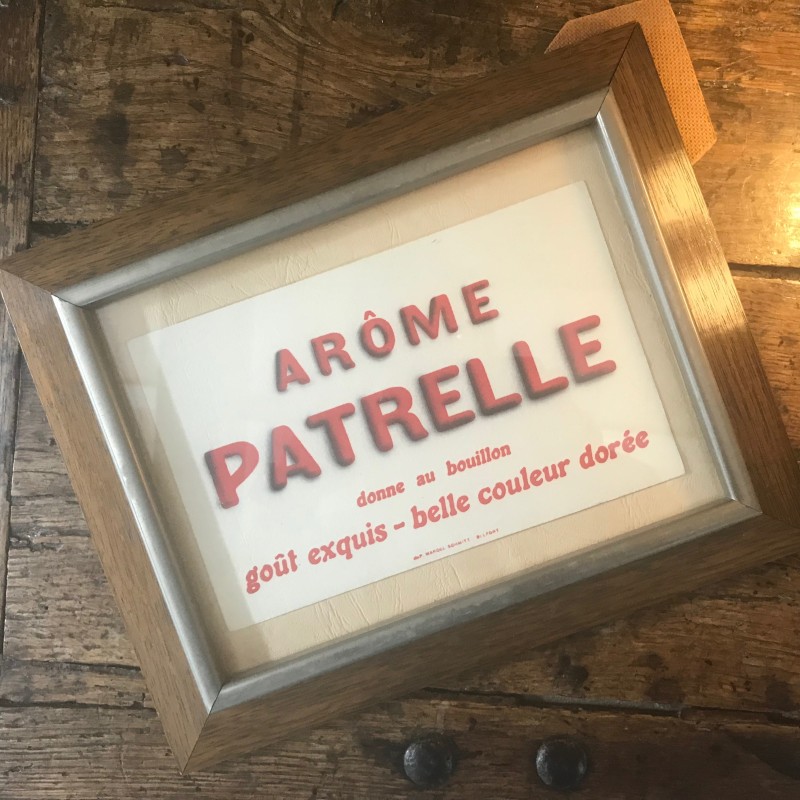 ARÔME
PATRELLE
donne au bouillon
goût exquis - belle couleur dorée